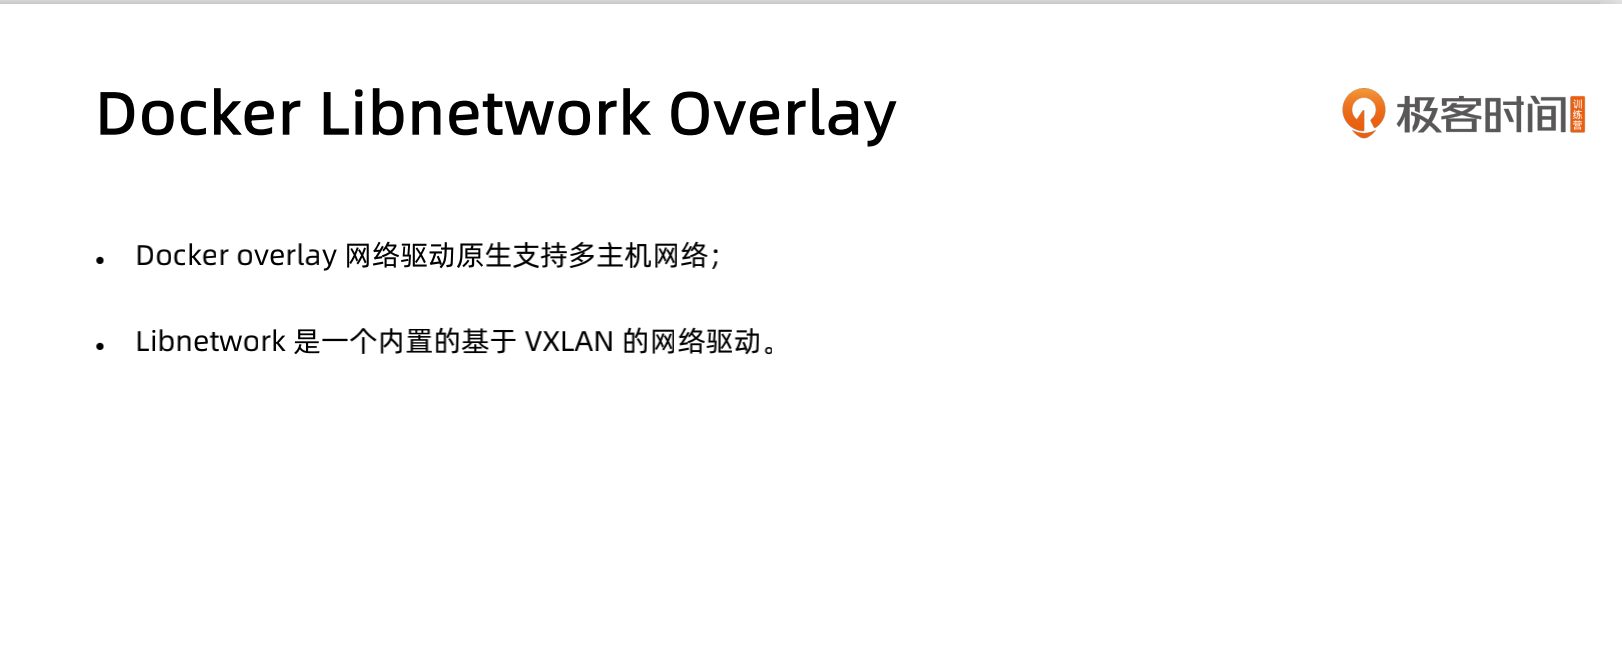 Docker Libnetwork Overlay
极客时间 训练营
• Docker overlay 网络驱动原生支持多主机网络；
• Libnetwork 是一个内置的基于 VXLAN 的网络驱动。